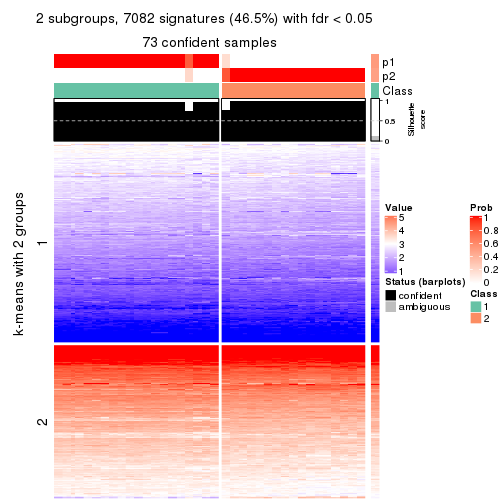 2 subgroups, 7082 signatures (46.5%) with fdr < 0.05
73 confident samples
p1
p2
Class
1
0.5
0
Silhouette
score
k-means with 2 groups
1
2
Value
5
4
3
2
1
Status (barplots)
confident
ambiguous
Prob
1
0.8
0.6
0.4
0.2
0
Class
1
2